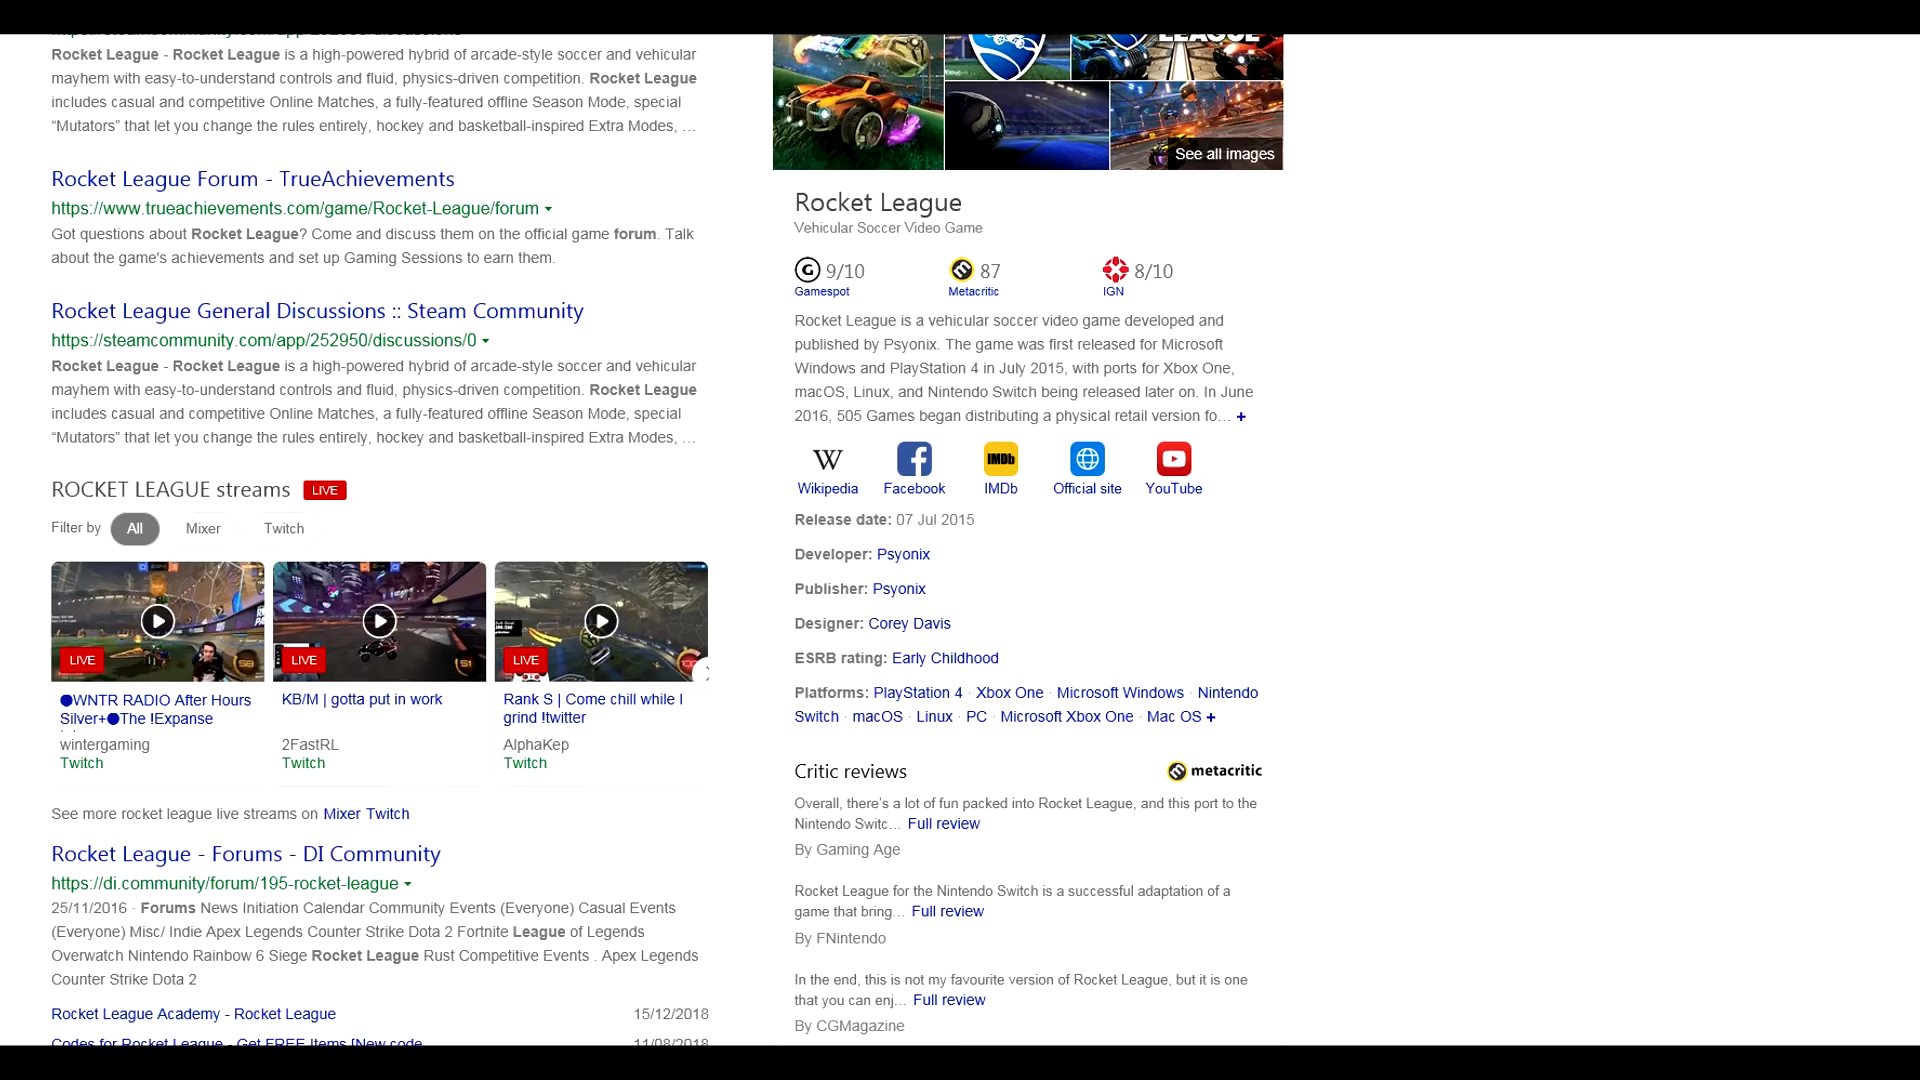 Rocket League - Rocket League is a high-powered hybrid of arcade-style soccer and vehicular
mayhem with easy-to-understand controls and fluid, physics-driven competition. Rocket League
includes casual and competitive Online Matches, a fully-featured offline Season Mode, special
“Mutators” that let you change the rules entirely, hockey and basketball-inspired Extra Modes, …
Rocket League Forum - TrueAchievements
https://www.trueachievements.com/game/Rocket-League/forum
Got questions about Rocket League? Come and discuss them on the official game forum. Talk
about the game's achievements and set up Gaming Sessions to earn them.
Rocket League General Discussions :: Steam Community
https://steamcommunity.com/app/252950/discussions/0
Rocket League - Rocket League is a high-powered hybrid of arcade-style soccer and vehicular
mayhem with easy-to-understand controls and fluid, physics-driven competition. Rocket League
includes casual and competitive Online Matches, a fully-featured offline Season Mode, special
“Mutators” that let you change the rules entirely, hockey and basketball-inspired Extra Modes, …
ROCKET LEAGUE streams LIVE
Filter by All Mixer Twitch
LIVE LIVE LIVE
WNTR RADIO After Hours
Silver+ The !Expanse
wintergaming
Twitch
KB/M | gotta put in work
2FastRL
Twitch
Rank S | Come chill while I
grind !twitter
AlphaKep
Twitch
See more rocket league live streams on Mixer Twitch
Rocket League - Forums - DI Community
https://di.community/forum/195-rocket-league
25/11/2016 · Forums News Initiation Calendar Community Events (Everyone) Casual Events
(Everyone) Misc/ Indie Apex Legends Counter Strike Dota 2 Fortnite League of Legends
Overwatch Nintendo Rainbow 6 Siege Rocket League Rust Competitive Events . Apex Legends
Counter Strike Dota 2
Rocket League Academy - Rocket League 15/12/2018
Codes for Rocket League - Get FREE Items [New code 11/08/2018
LEAGUE
See all images
Rocket League
Vehicular Soccer Video Game
G 9/10 87 8/10
Gamespot Metacritic IGN
Rocket League is a vehicular soccer video game developed and
published by Psyonix. The game was first released for Microsoft
Windows and PlayStation 4 in July 2015, with ports for Xbox One,
macOS, Linux, and Nintendo Switch being released later on. In June
2016, 505 Games began distributing a physical retail version fo… +
W f IMDb
Wikipedia Facebook IMDb Official site YouTube
Release date: 07 Jul 2015
Developer: Psyonix
Publisher: Psyonix
Designer: Corey Davis
ESRB rating: Early Childhood
Platforms: PlayStation 4 · Xbox One · Microsoft Windows · Nintendo
Switch · macOS · Linux · PC · Microsoft Xbox One · Mac OS +
Critic reviews metacritic
Overall, there's a lot of fun packed into Rocket League, and this port to the
Nintendo Switc… Full review
By Gaming Age
Rocket League for the Nintendo Switch is a successful adaptation of a
game that bring… Full review
By FNintendo
In the end, this is not my favourite version of Rocket League, but it is one
that you can enj… Full review
By CGMagazine